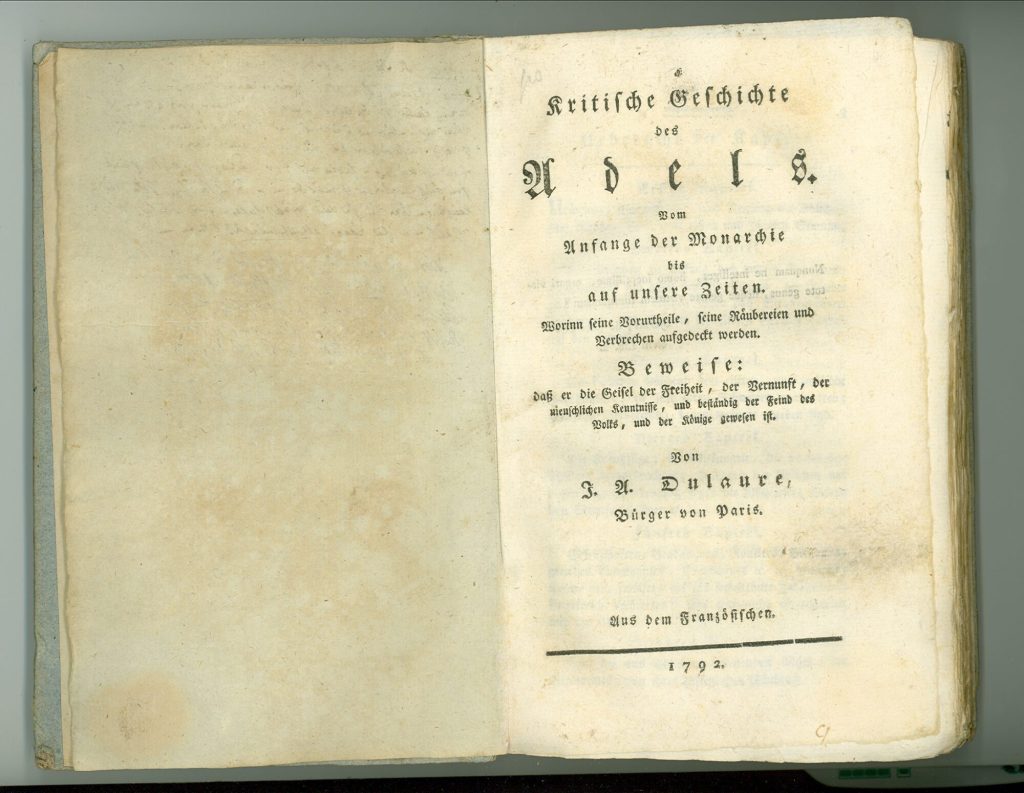 Kritiſche Geſchichte
des
Adels.
Vom
Anfange der Monarchie
bis
auf unſere Zeiten.
Worinn ſeine Vorurtheile, ſeine Räubereien und
Verbrechen aufgedeckt werden.
Beweiſe:
daß er die Geiſel der Freiheit, der Vernunft, der
menſchlichen Kenntniſſe, und beſtändig der Feind des
Volks, und der Könige geweſen iſt.
Von
J. A. Dulaure,
Bürger von Paris.
Aus dem Franzöſiſchen.
1792.